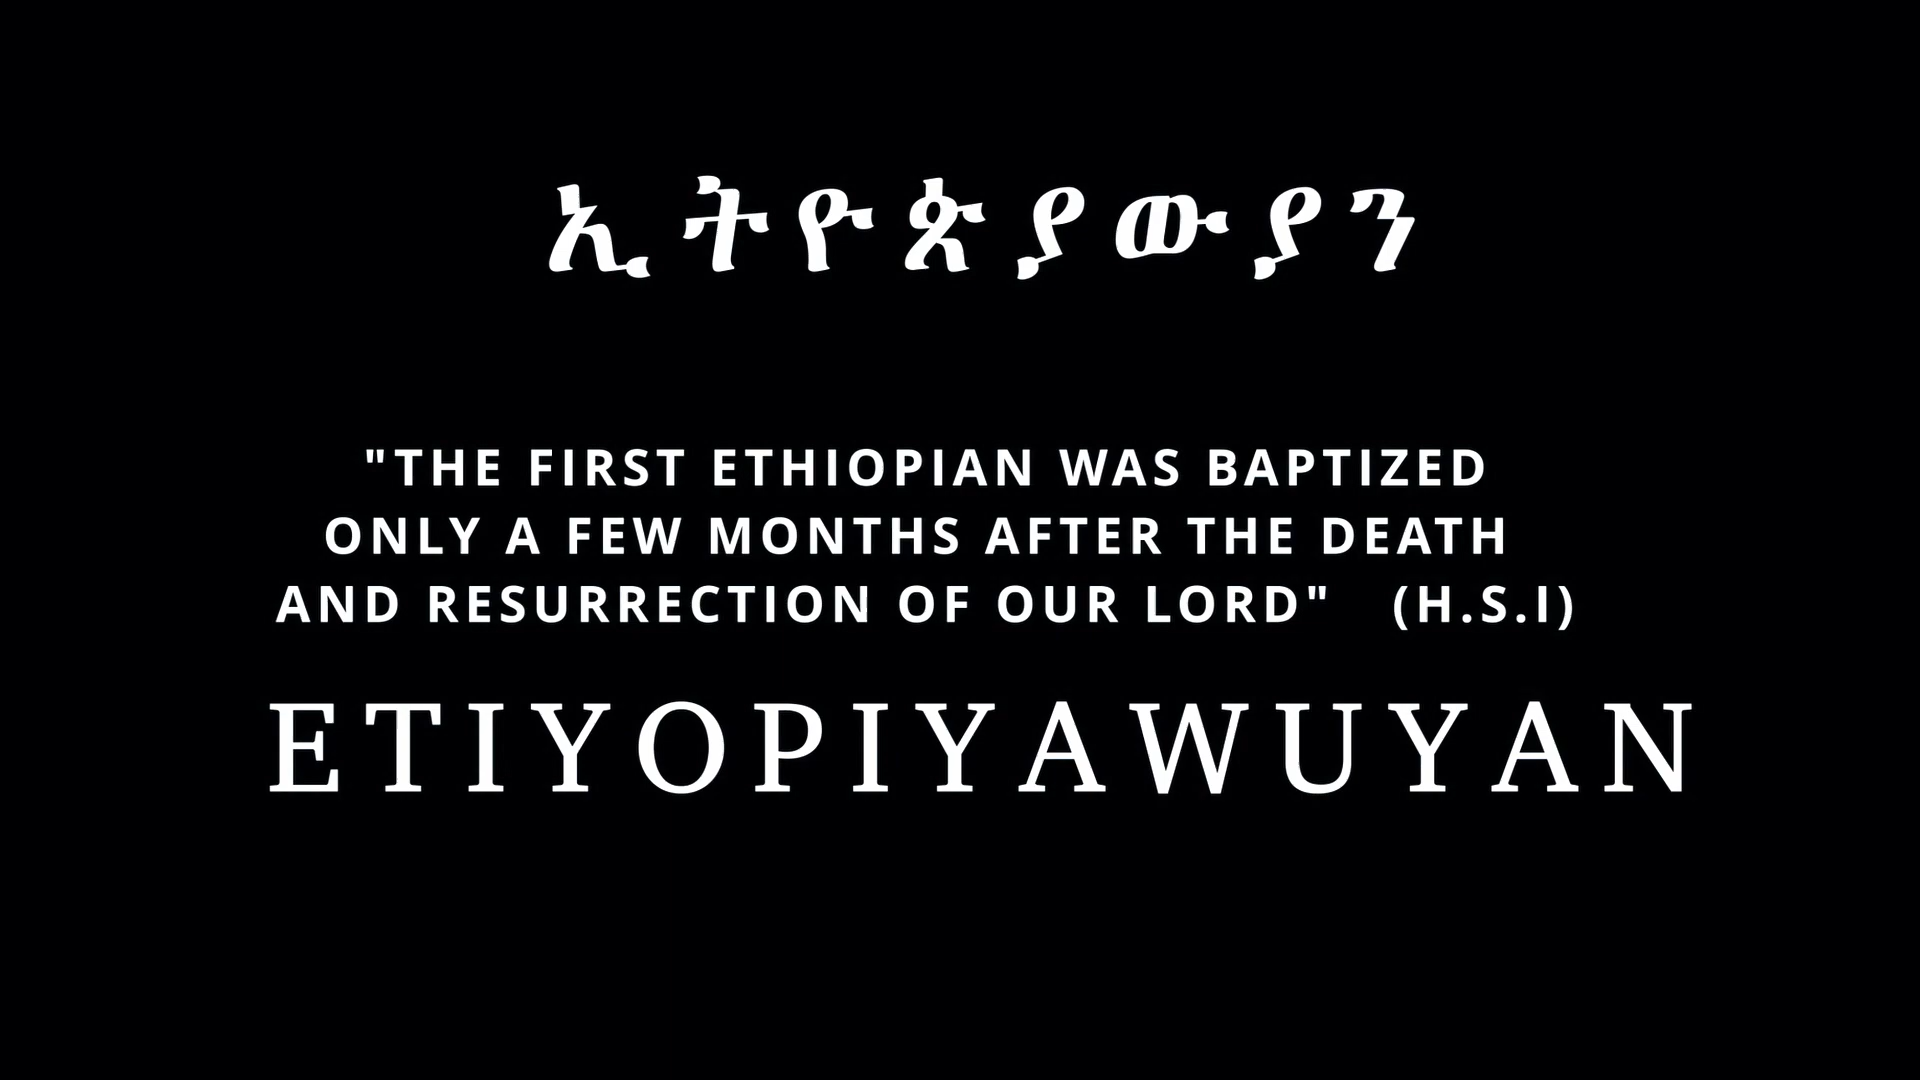 ኢትዮጵያውያን
"THE FIRST ETHIOPIAN WAS BAPTIZED
ONLY A FEW MONTHS AFTER THE DEATH
AND RESURRECTION OF OUR LORD" (H.S.I)
ETIYOPIYAWUYAN